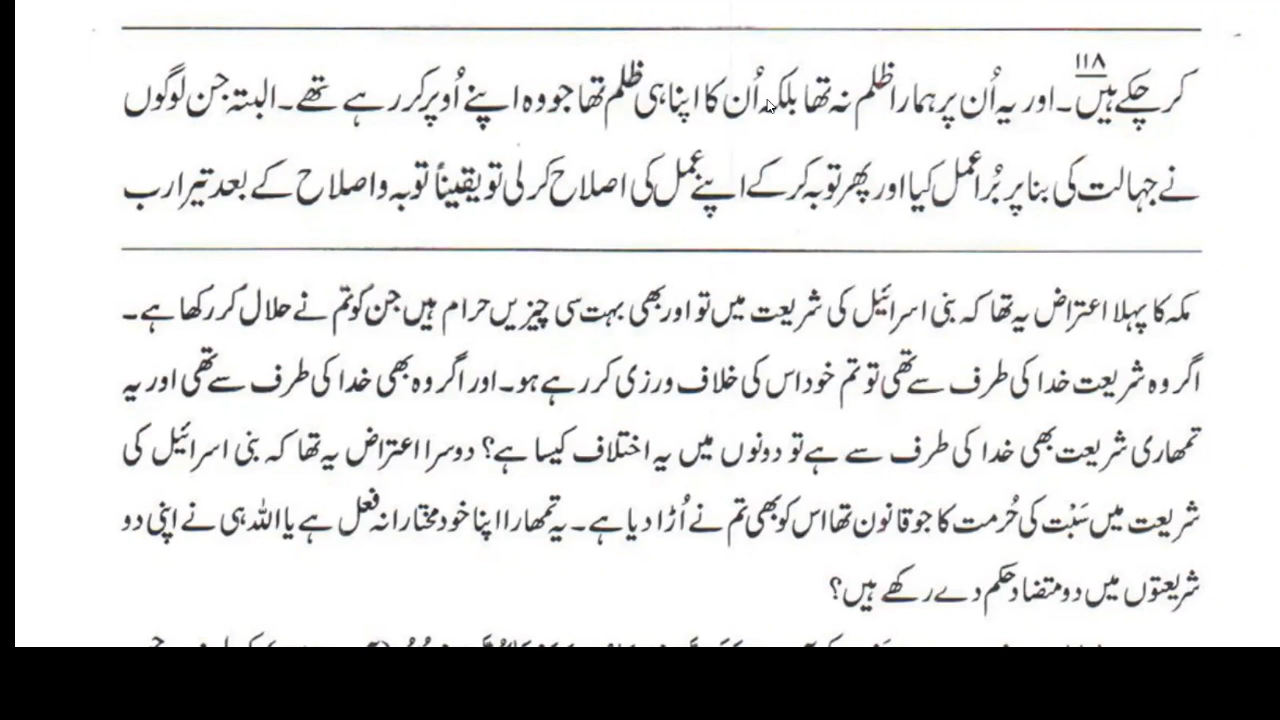 ۱۱۸
کر چکے ہیں۔ اور یہ اُن پر ہمارا ظلم نہ تھا بلکہ اُن کا اپنا ہی ظلم تھا جو وہ اپنے اُوپر کر رہے تھے۔ البتہ جن لوگوں
نے جہالت کی بنا پر بُرا عمل کیا اور پھر توبہ کر کے اپنے عمل کی اصلاح کر لی تو یقیناً توبہ و اصلاح کے بعد تیرا رب
مکہ کا پہلا اعتراض یہ تھا کہ بنی اسرائیل کی شریعت میں تو اور بھی بہت سی چیزیں حرام ہیں جن کو تم نے حلال کر رکھا ہے۔
اگر وہ شریعت خدا کی طرف سے تھی تو تم خود اس کی خلاف ورزی کر رہے ہو۔ اور اگر وہ بھی خدا کی طرف سے تھی اور یہ
تمھاری شریعت بھی خدا کی طرف سے ہے تو دونوں میں یہ اختلاف کیسا ہے؟ دوسرا اعتراض یہ تھا کہ بنی اسرائیل کی
شریعت میں سَبْت کی حُرمت کا جو قانون تھا اس کو بھی تم نے اُڑا دیا ہے۔ یہ تمھارا اپنا خود مختارانہ فعل ہے یا اللہ ہی نے اپنی دو
شریعتوں میں دو متضاد حکم دے رکھے ہیں؟